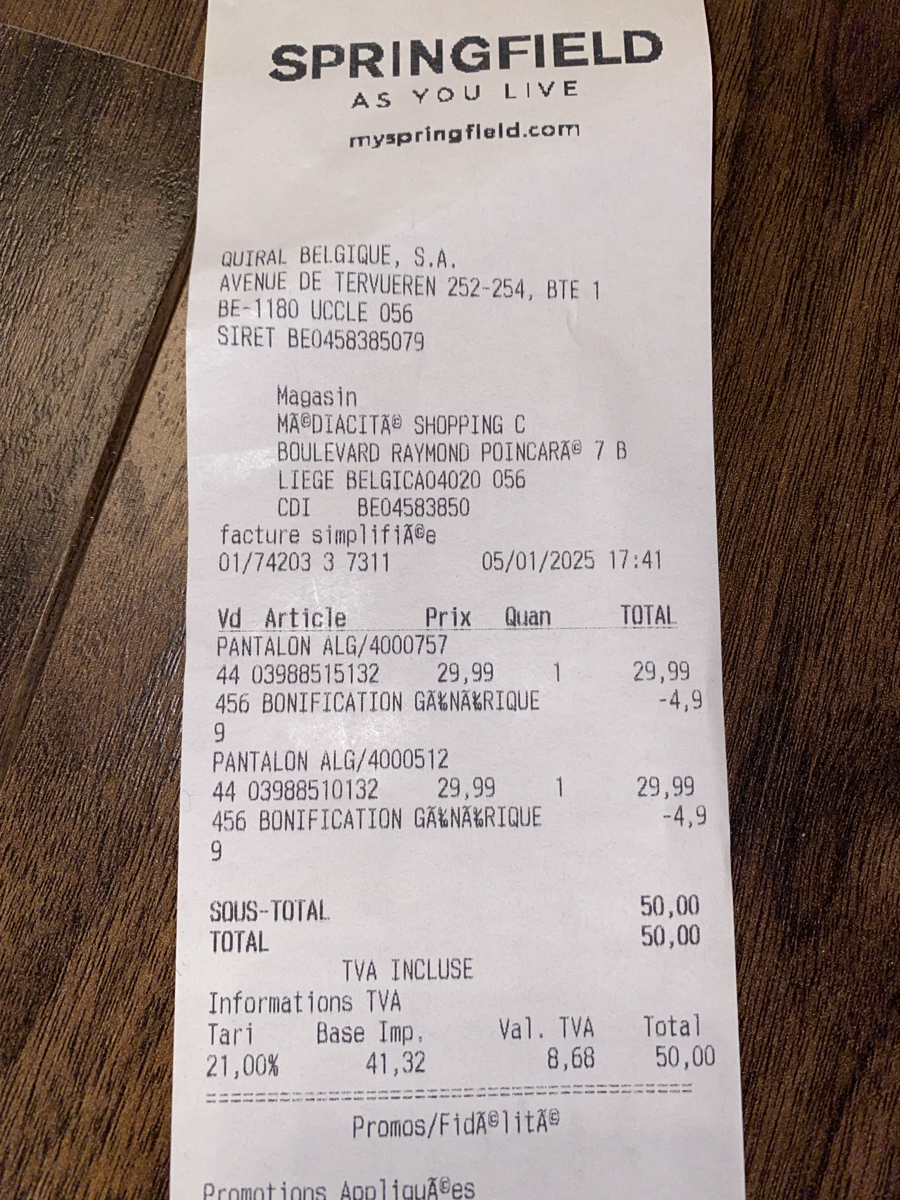 SPRINGFIELD
AS YOU LIVE
myspringfield.com
QUIRAL BELGIQUE, S.A.
AVENUE DE TERVUEREN 252-254, BTE 1
BE-1180 UCCLE 056
SIRET BE0458385079
Magasin
MÃ©DIACITÃ© SHOPPING C
BOULEVARD RAYMOND POINCARÃ© 7 B
LIEGE BELGICA04020 056
CDI BE04583850
facture simplifiÃ©e
01/74203 3 7311 05/01/2025 17:41
Vd Article Prix Quan TOTAL
PANTALON ALG/4000757
44 03988515132 29,99 1 29,99
456 BONIFICATION GÃ‰NÃ‰RIQUE -4,9
9
PANTALON ALG/4000512
44 03988510132 29,99 1 29,99
456 BONIFICATION GÃ‰NÃ‰RIQUE -4,9
9
SOUS-TOTAL 50,00
TOTAL 50,00
TVA INCLUSE
Informations TVA
Tari Base Imp. Val. TVA Total
21,00% 41,32 8,68 50,00
Promos/FidÃ©litÃ©
Promotions AppliquÃ©es